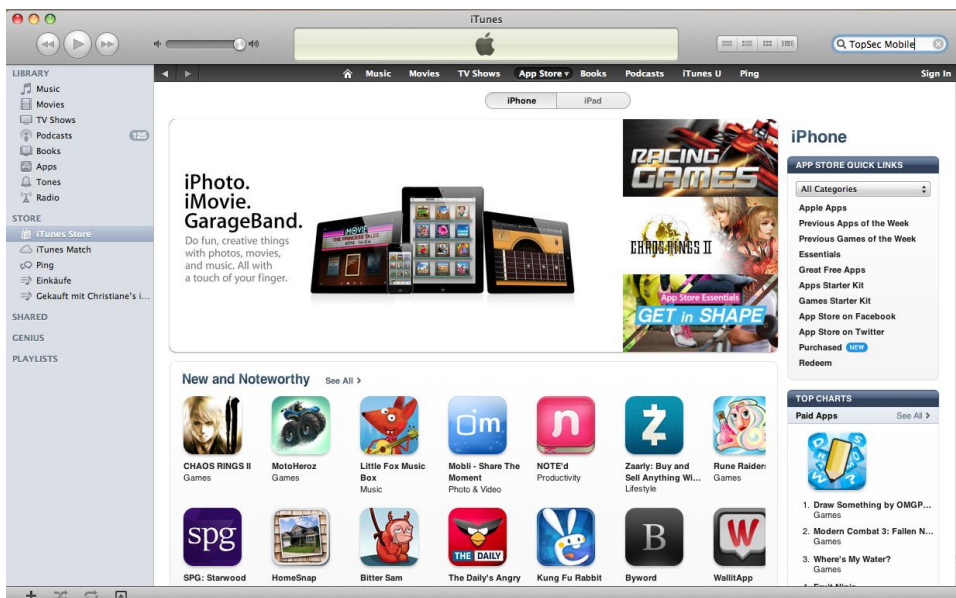 iTunes
TopSec Mobile
LIBRARY
Music
Movies
TV Shows
Podcasts 125
Books
Apps
Tones
Radio
STORE
iTunes Store
iTunes Match
Ping
Einkäufe
Gekauft mit Christiane's i...
SHARED
GENIUS
PLAYLISTS
Music Movies TV Shows App Store Books Podcasts iTunes U Ping Sign In
iPhone iPad
iPhoto.
iMovie.
GarageBand.
Do fun, creative things
with photos, movies,
and music. All with
a touch of your finger.
iMOVIE
RACING
GAMES
CHAOS RINGS II
App Store Essentials
GET in SHAPE
iPhone
APP STORE QUICK LINKS
All Categories
Apple Apps
Previous Apps of the Week
Previous Games of the Week
Essentials
Great Free Apps
Apps Starter Kit
Games Starter Kit
App Store on Facebook
App Store on Twitter
Purchased NEW
Redeem
New and Noteworthy See All >
im
n
CHAOS RINGS II
Games
MotoHeroz
Games
Little Fox Music
Box
Music
Mobli - Share The
Moment
Photo & Video
NOTE'd
Productivity
Zaarly: Buy and
Sell Anything Wi...
Lifestyle
Rune Raider
Games
spg
THE DAILY
B
W
SPG: Starwood
HomeSnap
Bitter Sam
The Daily's Angry
Kung Fu Rabbit
Byword
WallitApp
TOP CHARTS
Paid Apps See All >
1. Draw Something by OMGP...
Games
2. Modern Combat 3: Fallen N...
Games
3. Where's My Water?
Games